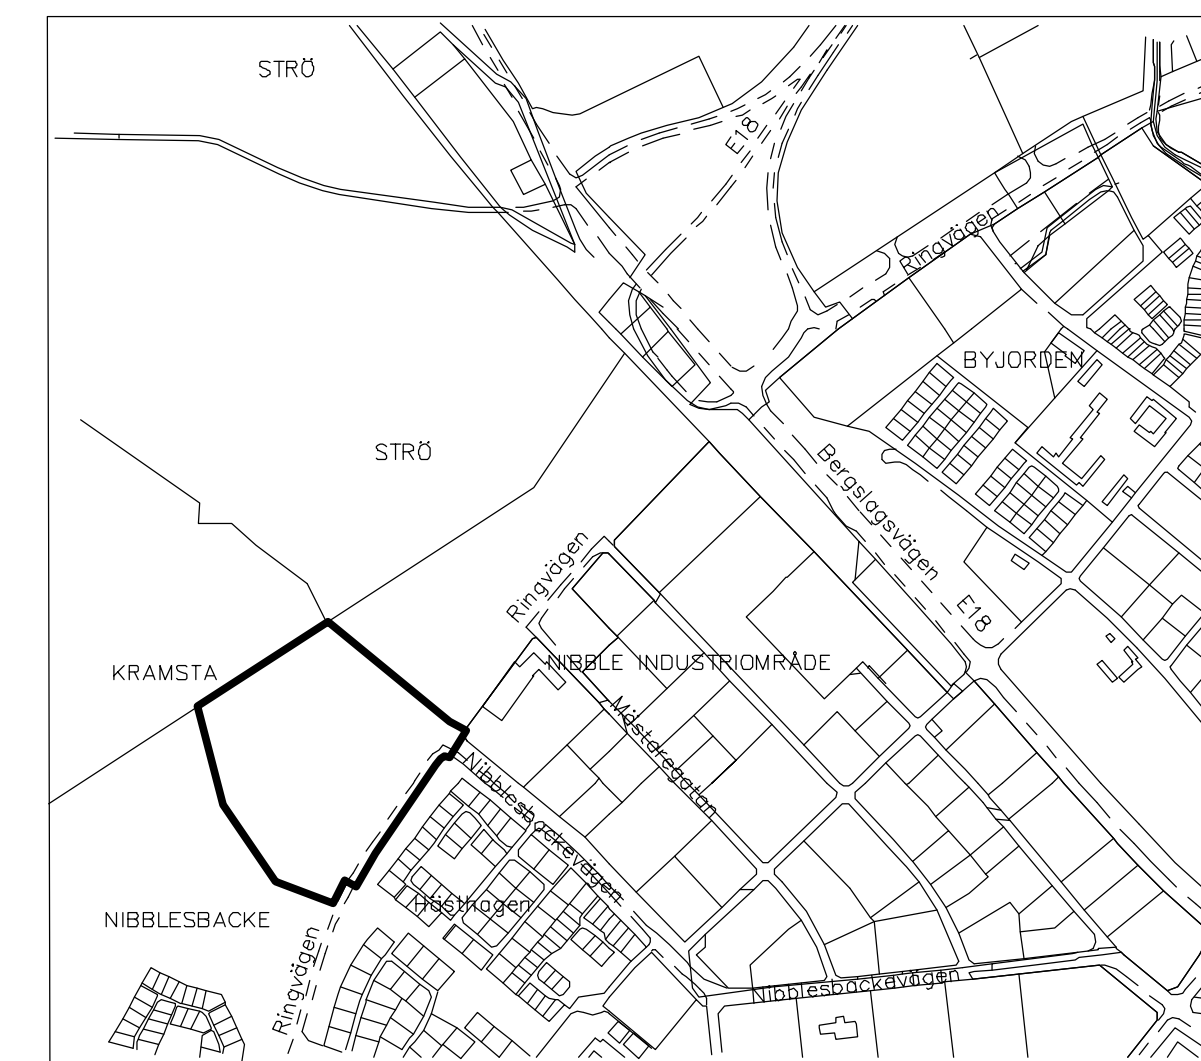 STRÖ
E18
Ringvägen
BYJORDEN
STRÖ
Bergslagsvägen
E18
Ringvägen
NIBBLE INDUSTRIOMRÅDE
KRAMSTA
Mästaregatan
Nibblesbackevägen
Hästhagen
NIBBLESBACKE
Ringvägen
Nibblesbackevägen